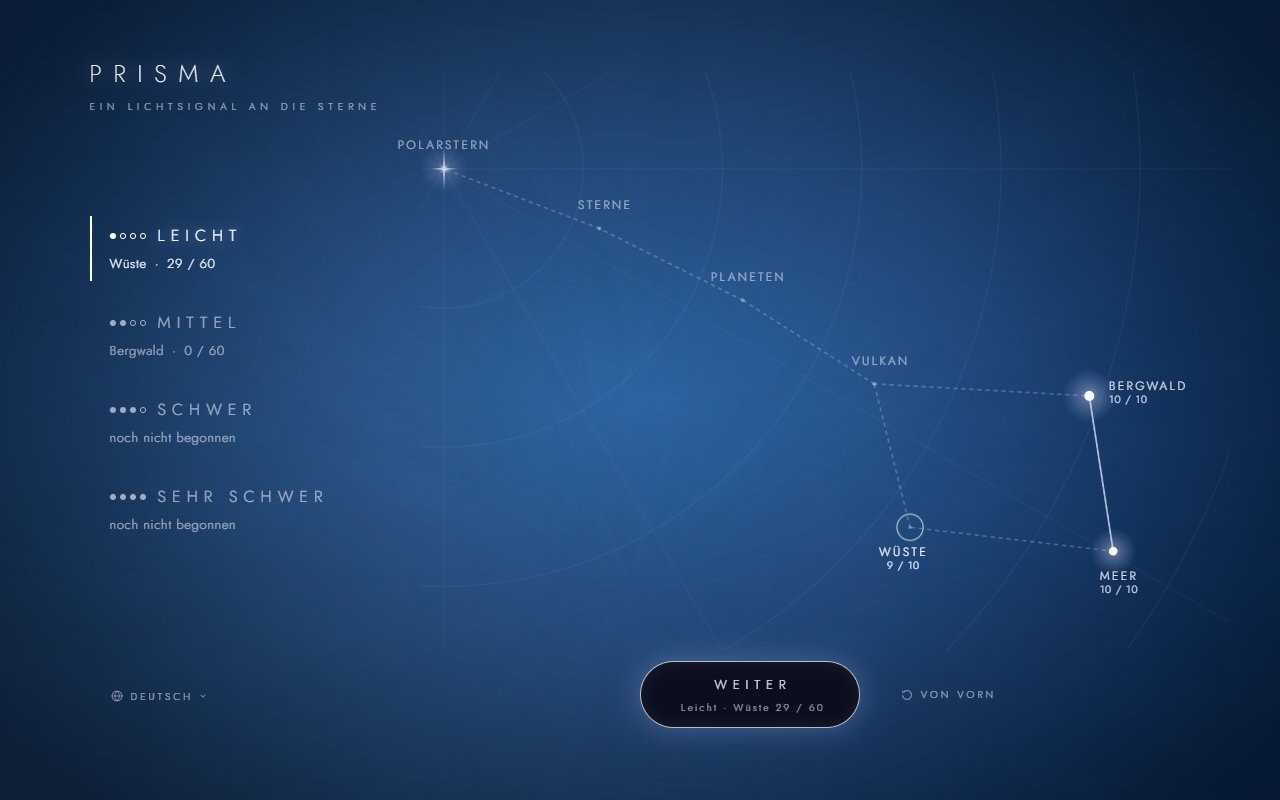 PRISMA
EIN LICHTSIGNAL AN DIE STERNE
POLARSTERN
STERNE
PLANETEN
VULKAN
BERGWALD
10 / 10
WÜSTE
9 / 10
MEER
10 / 10
LEICHT
Wüste · 29 / 60
MITTEL
Bergwald · 0 / 60
SCHWER
noch nicht begonnen
SEHR SCHWER
noch nicht begonnen
DEUTSCH
WEITER
Leicht · Wüste 29 / 60
VON VORN